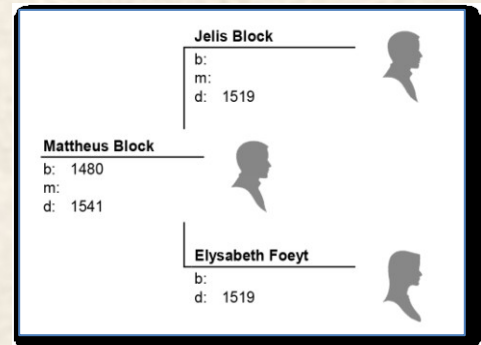 Jelis Block
b:
m:
d: 1519
Mattheus Block
b: 1480
m:
d: 1541
Elysabeth Foeyt
b:
d: 1519